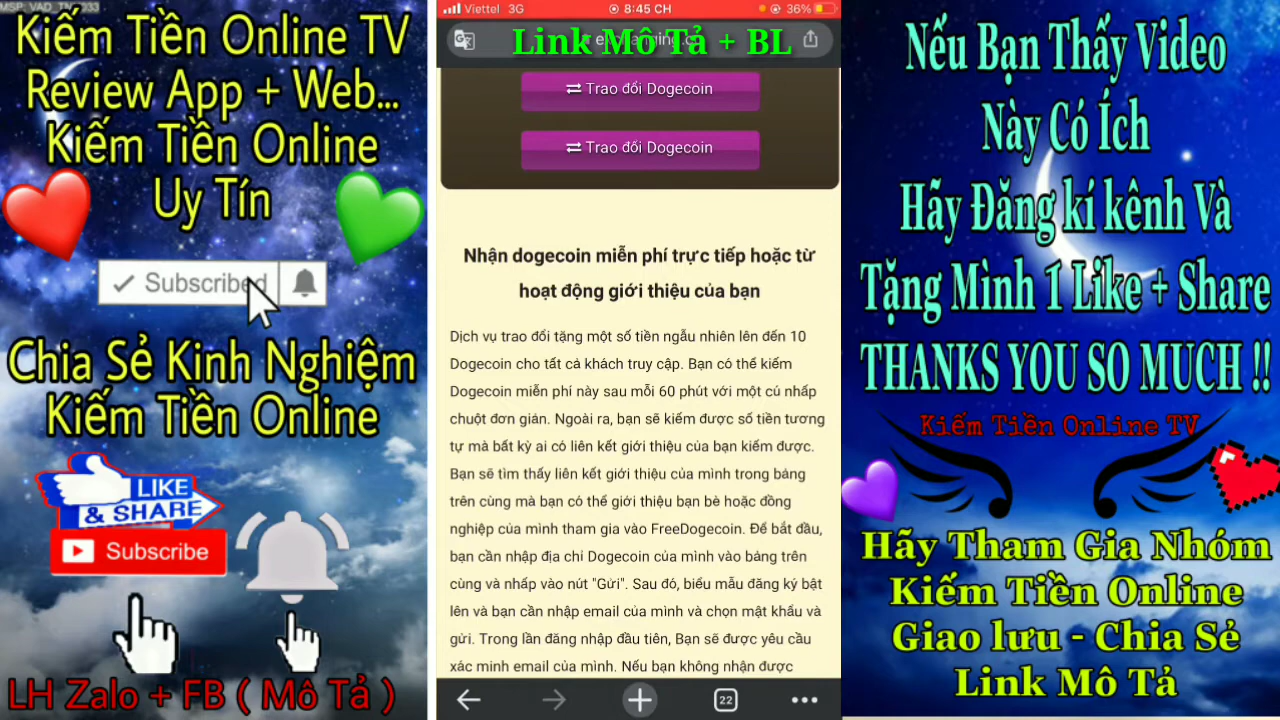 MSP_VAD_TV_033
Kiếm Tiền Online TV
Review App + Web...
Kiếm Tiền Online
Uy Tín
Subscribed
Chia Sẻ Kinh Nghiệm
Kiếm Tiền Online
LIKE
& SHARE
Subscribe
LH Zalo + FB ( Mô Tả )
Viettel 3G
8:45 CH
36%
Link Mô Tả + BL
Trao đổi Dogecoin
Trao đổi Dogecoin
Nhận dogecoin miễn phí trực tiếp hoặc từ
hoạt động giới thiệu của bạn
Dịch vụ trao đổi tặng một số tiền ngẫu nhiên lên đến 10
Dogecoin cho tất cả khách truy cập. Bạn có thể kiếm
Dogecoin miễn phí này sau mỗi 60 phút với một cú nhấp
chuột đơn giản. Ngoài ra, bạn sẽ kiếm được số tiền tương
tự mà bất kỳ ai có liên kết giới thiệu của bạn kiếm được.
Bạn sẽ tìm thấy liên kết giới thiệu của mình trong bảng
trên cùng mà bạn có thể giới thiệu bạn bè hoặc đồng
nghiệp của mình tham gia vào FreeDogecoin. Để bắt đầu,
bạn cần nhập địa chỉ Dogecoin của mình vào bảng trên
cùng và nhấp vào nút "Gửi". Sau đó, biểu mẫu đăng ký bật
lên và bạn cần nhập email của mình và chọn mật khẩu và
gửi. Trong lần đăng nhập đầu tiên, Bạn sẽ được yêu cầu
xác minh email của mình. Nếu bạn không nhận được
22
Nếu Bạn Thấy Video
Này Có Ích
Hãy Đăng kí kênh Và
Tặng Mình 1 Like + Share
THANKS YOU SO MUCH !!
Kiếm Tiền Online TV
Hãy Tham Gia Nhóm
Kiếm Tiền Online
Giao lưu - Chia Sẻ
Link Mô Tả